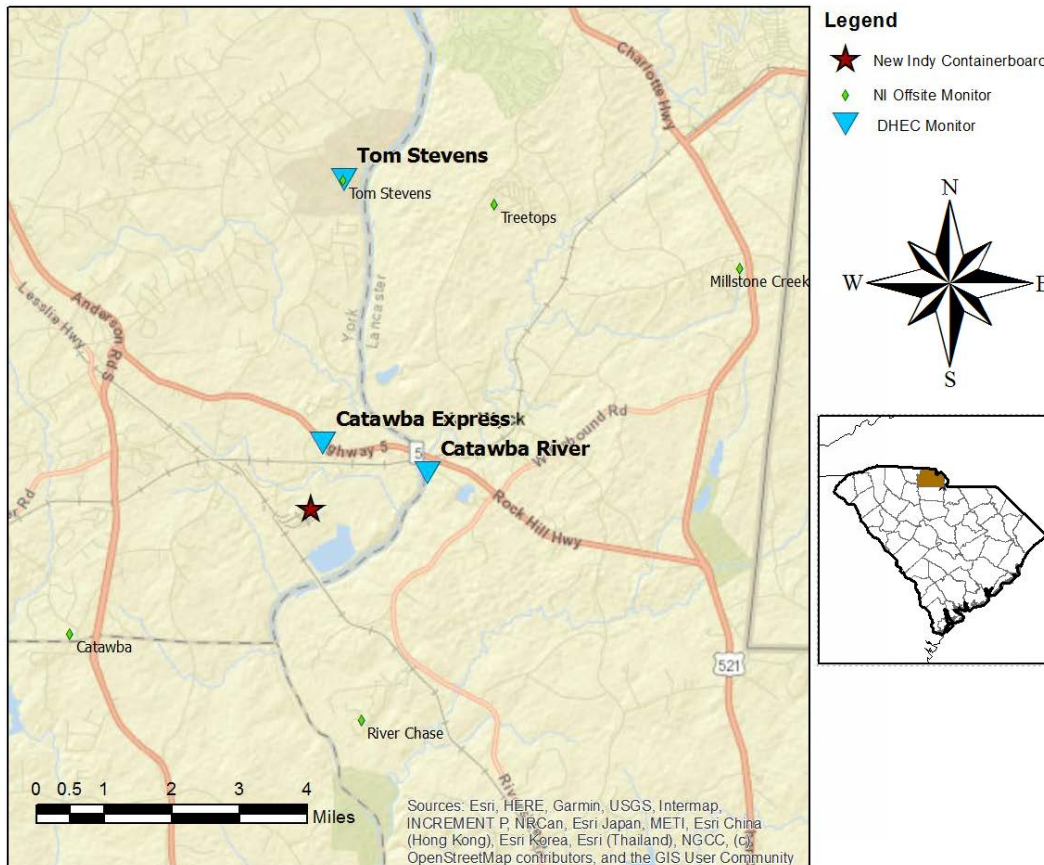 Legend
New Indy Containerboard
NI Offsite Monitor
DHEC Monitor
N
W
E
S
Charlotte Hwy
Tom Stevens
Tom Stevens
Treetops
Millstone Creek
York
Lancaster
Lesslie Hwy
Anderson Rd S
Catawba Express
ighway 5
5
Catawba River
Rd
Rock Hill Hwy
521
Catawba
River Chase
0 0.5 1 2 3 4
Miles
Sources: Esri, HERE, Garmin, USGS, Intermap,
INCREMENT P, NRCan, Esri Japan, METI, Esri China
(Hong Kong), Esri Korea, Esri (Thailand), NGCC, (c)
OpenStreetMap contributors, and the GIS User Community